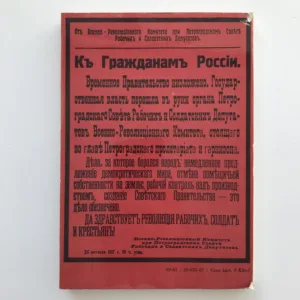 Отъ Военно-Революціоннаго Комитета при Петроградскомъ Совѣтѣ
Рабочихъ и Солдатскихъ Депутатовъ.
Къ Гражданамъ Россіи.
Временное Правительство низложено. Государ-
ственная власть перешла въ руки органа Петро-
градскаго Совѣта Рабочихъ и Солдатскихъ Депута-
товъ Военно-Революціоннаго Комитета, стоящаго
во главѣ Петроградскаго пролетаріата и гарнизона.
Дѣло, за которое боролся народъ: немедленное пред-
ложеніе демократическаго мира, отмѣна помѣщичьей
собственности на землю, рабочій контроль надъ производ-
ствомъ, созданіе Совѣтскаго Правительства — это
дѣло обезпечено.
ДА ЗДРАВСТВУЕТЪ РЕВОЛЮЦІЯ РАБОЧИХЪ, СОЛДАТЪ
И КРЕСТЬЯНЪ!
Военно-Революціонный Комитетъ
при Петроградскомъ Совѣтѣ
Рабочихъ и Солдатскихъ Депутатовъ.
25 октября 1917 г. 10 ч. утра.